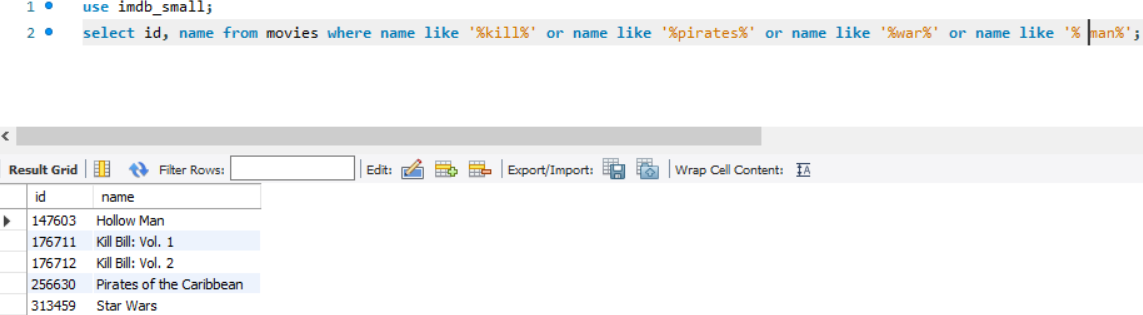 1 use imdb_small;
2 select id, name from movies where name like '%kill%' or name like '%pirates%' or name like '%war%' or name like '% man%';
Result Grid Filter Rows: Edit: Export/Import: Wrap Cell Content:
id name
147603 Hollow Man
176711 Kill Bill: Vol. 1
176712 Kill Bill: Vol. 2
256630 Pirates of the Caribbean
313459 Star Wars